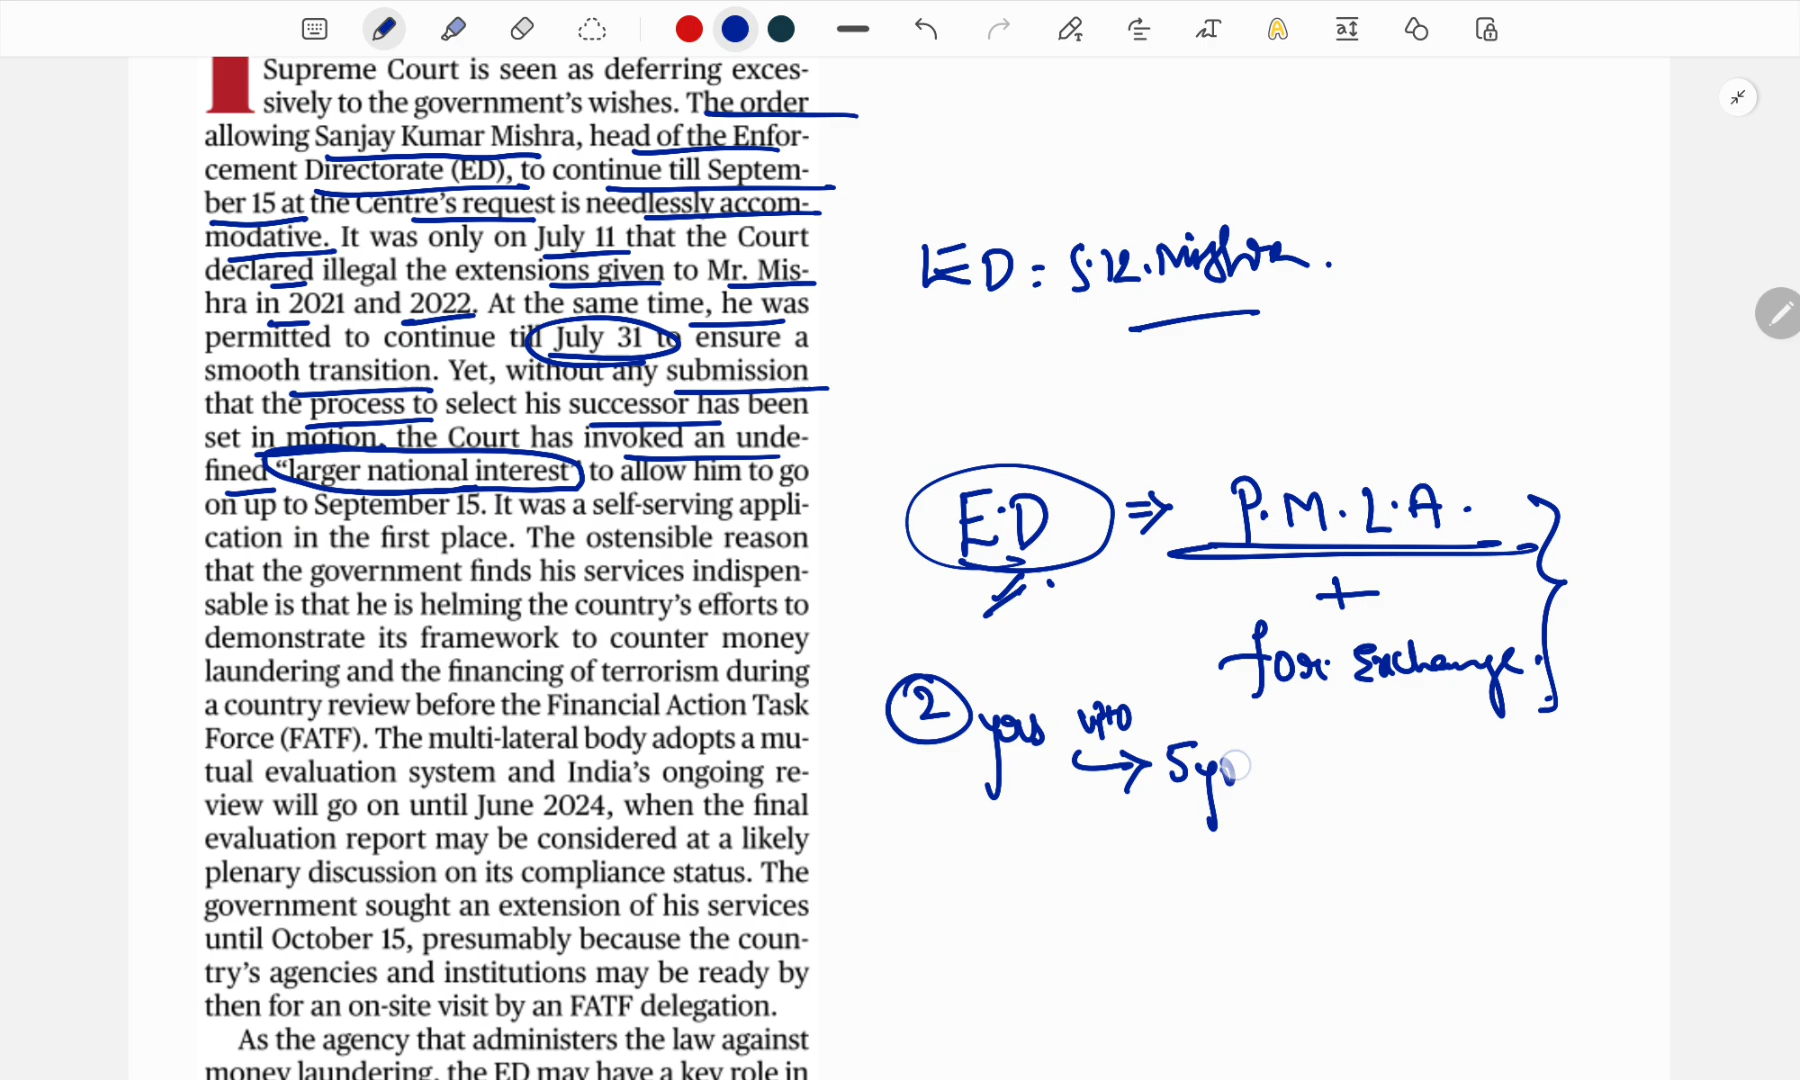 I
Supreme Court is seen as deferring exces-
sively to the government's wishes. The order
allowing Sanjay Kumar Mishra, head of the Enfor-
cement Directorate (ED), to continue till Septem-
ber 15 at the Centre's request is needlessly accom-
modative. It was only on July 11 that the Court
declared illegal the extensions given to Mr. Mis-
hra in 2021 and 2022. At the same time, he was
permitted to continue till July 31 to ensure a
smooth transition. Yet, without any submission
that the process to select his successor has been
set in motion, the Court has invoked an unde-
fined “larger national interest” to allow him to go
on up to September 15. It was a self-serving appli-
cation in the first place. The ostensible reason
that the government finds his services indispen-
sable is that he is helming the country's efforts to
demonstrate its framework to counter money
laundering and the financing of terrorism during
a country review before the Financial Action Task
Force (FATF). The multi-lateral body adopts a mu-
tual evaluation system and India's ongoing re-
view will go on until June 2024, when the final
evaluation report may be considered at a likely
plenary discussion on its compliance status. The
government sought an extension of his services
until October 15, presumably because the coun-
try's agencies and institutions may be ready by
then for an on-site visit by an FATF delegation.
As the agency that administers the law against
money laundering, the ED may have a key role in
ED = S.K. Mishra.
E.D ⇒ P.M.L.A.
+
for. Exchange.
2 yrs upto → 5 yr